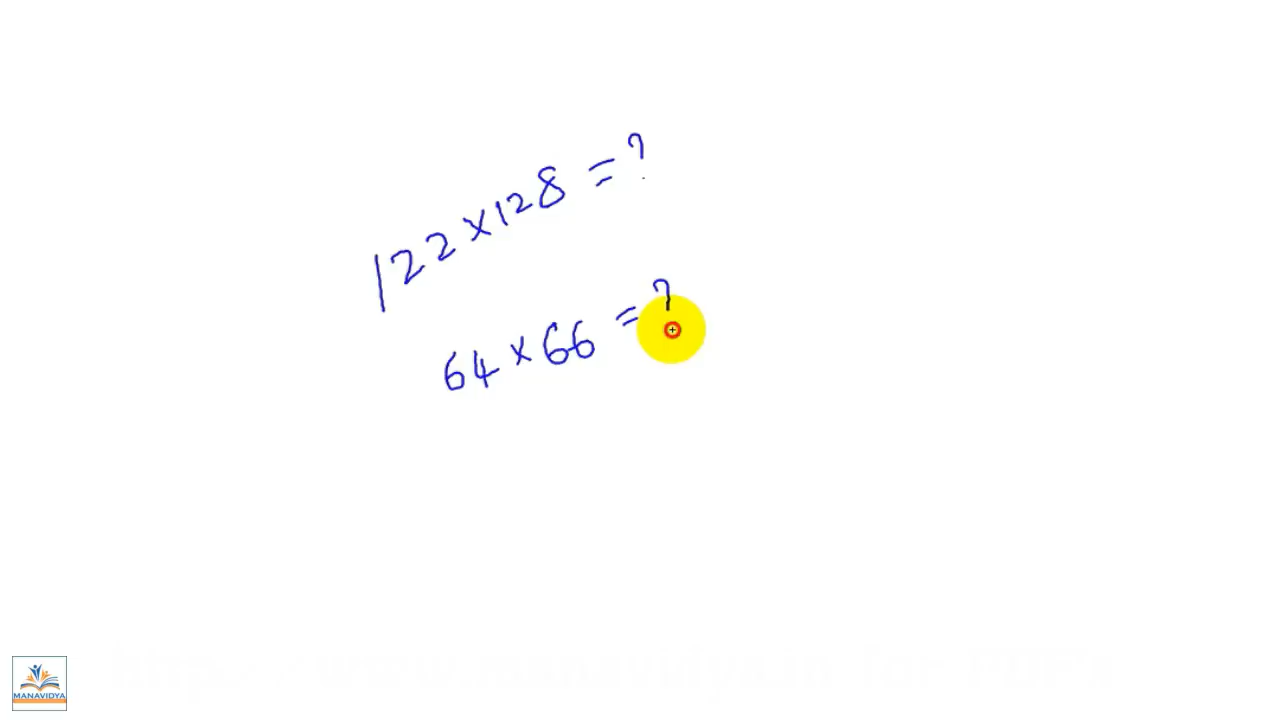 122×128 = ?
64×66 = ?
MANAVIDYA